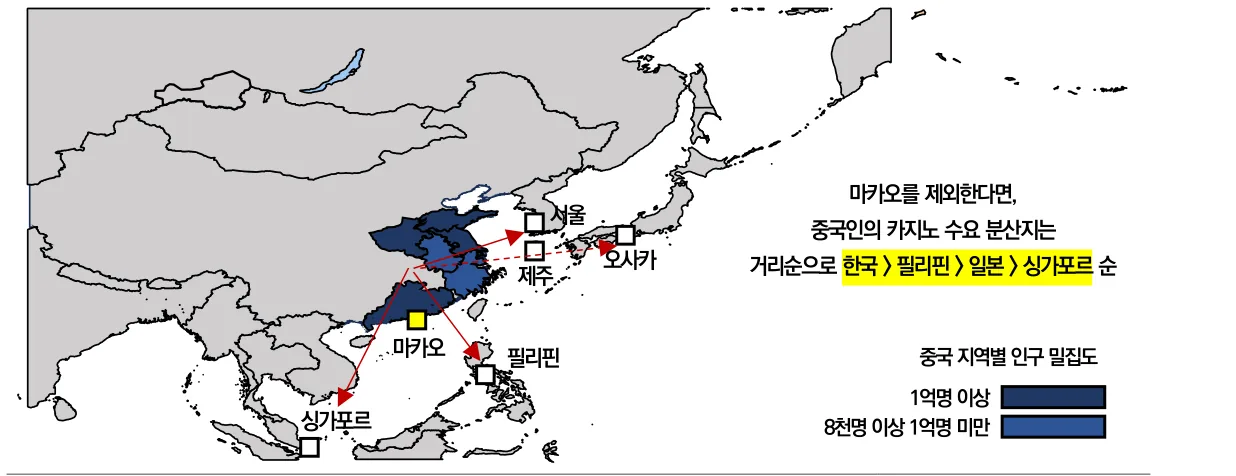 마카오를 제외한다면,
중국인의 카지노 수요 분산지는
거리순으로 한국 > 필리핀 > 일본 > 싱가포르 순
서울
제주
오사카
마카오
필리핀
싱가포르
중국 지역별 인구 밀집도
1억명 이상
8천명 이상 1억명 미만